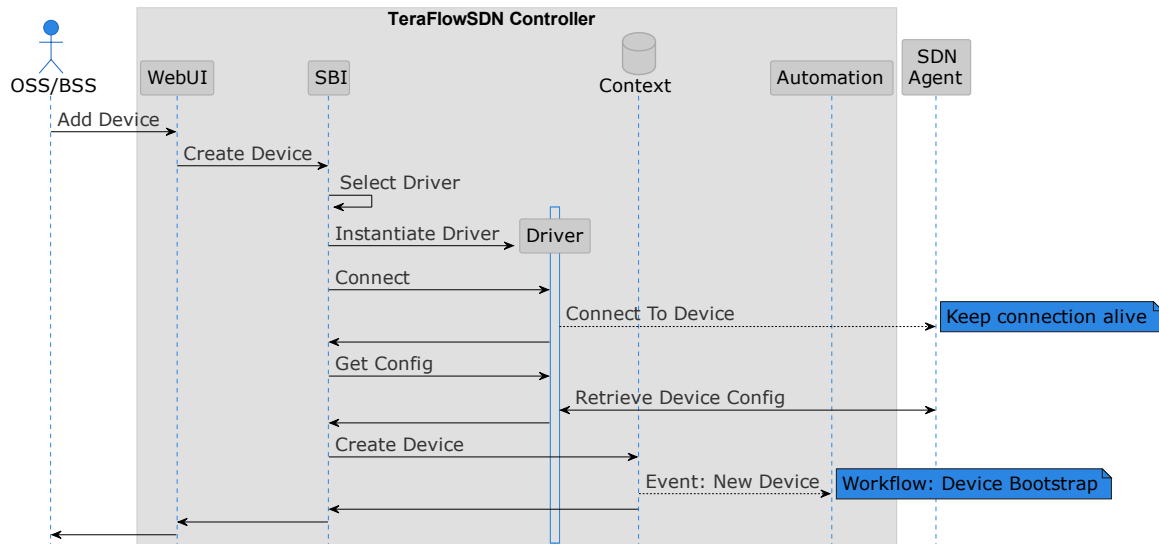 TeraFlowSDN Controller
OSS/BSS
WebUI
SBI
Context
Automation
SDN
Agent
Add Device
Create Device
Select Driver
Instantiate Driver
Driver
Connect
Connect To Device
Keep connection alive
Get Config
Retrieve Device Config
Create Device
Event: New Device
Workflow: Device Bootstrap